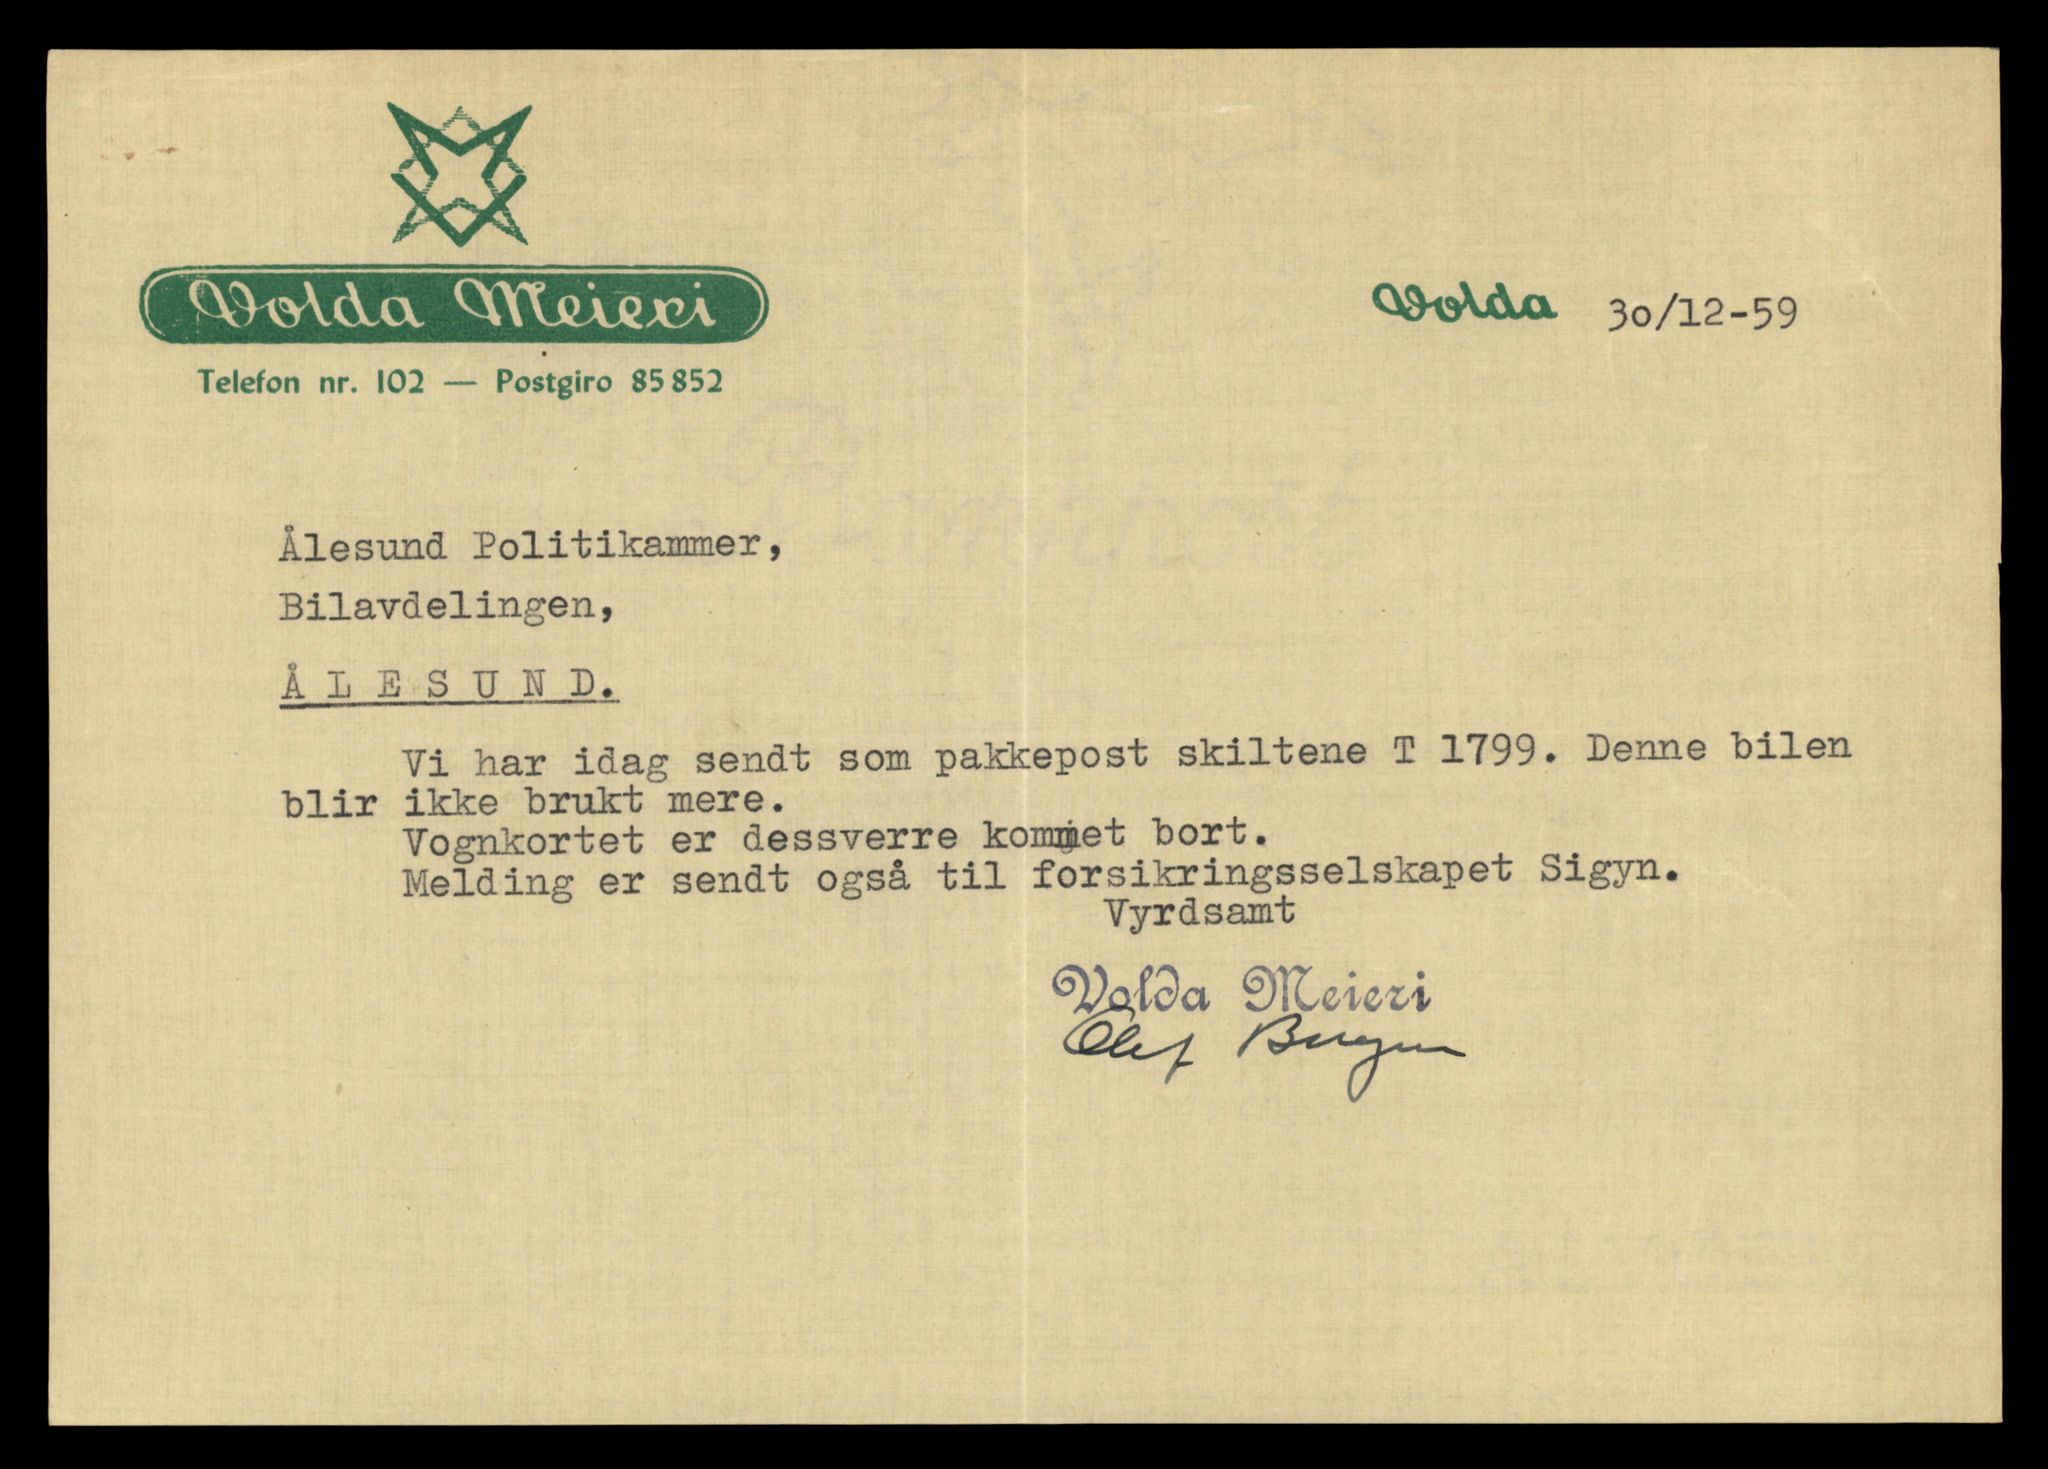 Volda Meieri
Telefon nr. 102 — Postgiro 85852
Volda 30/12-59
Ålesund Politikammer,
Bilavdelingen,
Å L E S U N D.
Vi har idag sendt som pakkepost skiltene T 1799. Denne bilen
blir ikke brukt mere.
Vognkortet er dessverre kommet bort.
Melding er sendt også til forsikringsselskapet Sigyn.
Vyrdsamt
Volda Meieri
Olef